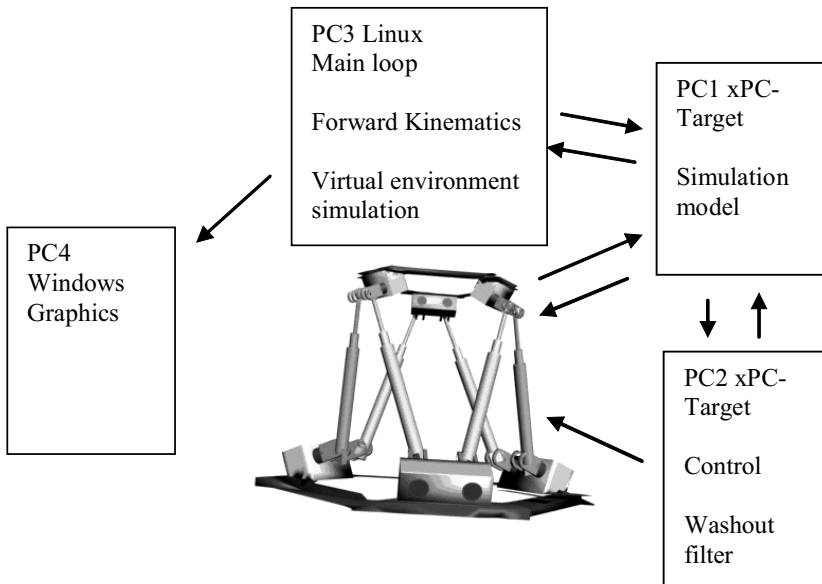 PC3 Linux
Main loop
Forward Kinematics
Virtual environment
simulation
PC1 xPC-
Target
Simulation
model
PC4
Windows
Graphics
PC2 xPC-
Target
Control
Washout
filter